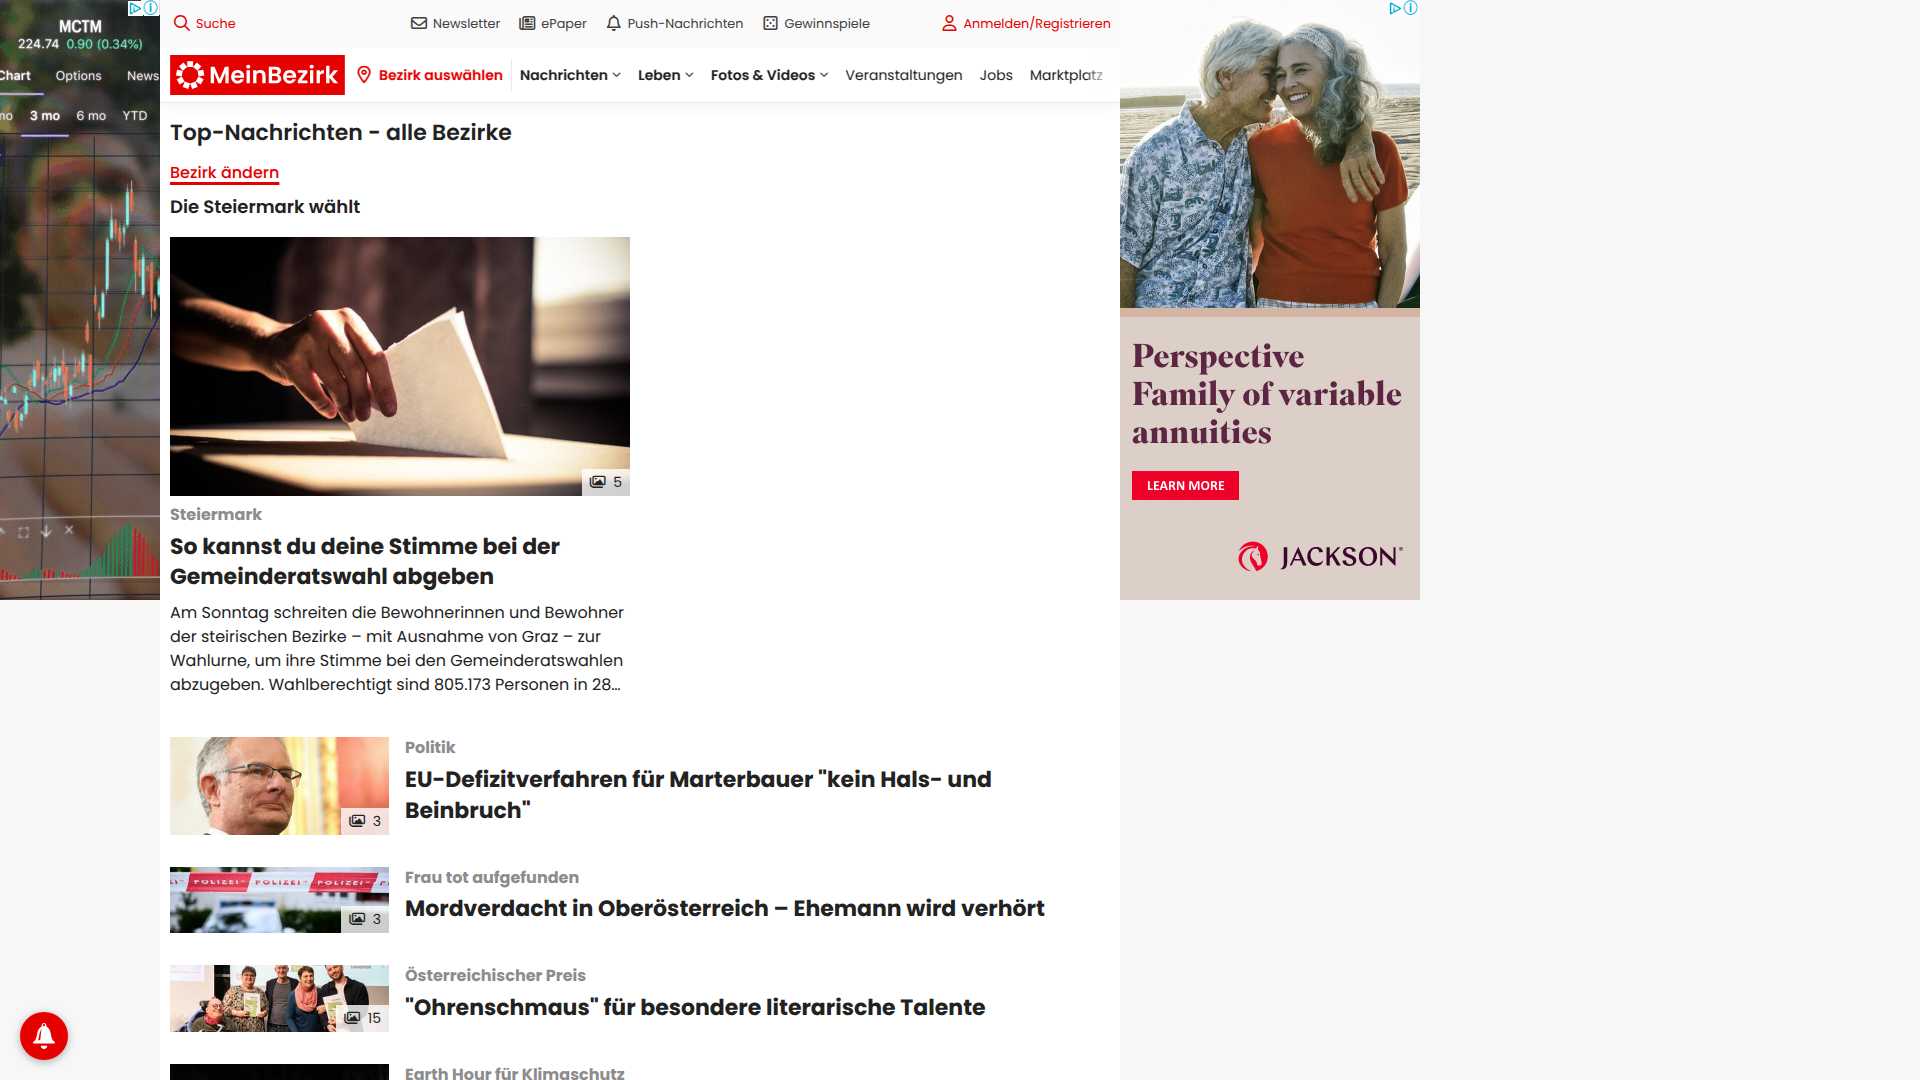 MCTM
224.74 0.90 (0.34%)
Chart Options News
mo 3 mo 6 mo YTD
Suche
Newsletter
ePaper
Push-Nachrichten
Gewinnspiele
Anmelden/Registrieren
MeinBezirk
Bezirk auswählen
Nachrichten
Leben
Fotos & Videos
Veranstaltungen
Jobs
Marktplatz
Top-Nachrichten - alle Bezirke
Bezirk ändern
Die Steiermark wählt
5
Steiermark
So kannst du deine Stimme bei der
Gemeinderatswahl abgeben
Am Sonntag schreiten die Bewohnerinnen und Bewohner
der steirischen Bezirke – mit Ausnahme von Graz – zur
Wahlurne, um ihre Stimme bei den Gemeinderatswahlen
abzugeben. Wahlberechtigt sind 805.173 Personen in 28...
3
Politik
EU-Defizitverfahren für Marterbauer "kein Hals- und
Beinbruch"
POLIZEI POLIZEI POLIZEI
3
Frau tot aufgefunden
Mordverdacht in Oberösterreich – Ehemann wird verhört
15
Österreichischer Preis
"Ohrenschmaus" für besondere literarische Talente
Earth Hour für Klimaschutz
Perspective
Family of variable
annuities
LEARN MORE
JACKSON®